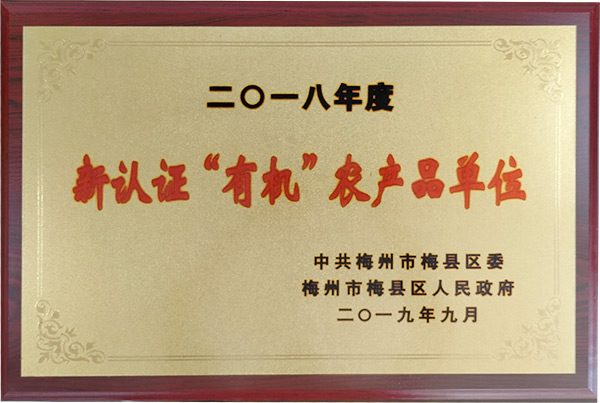 二〇一八年度
新认证“有机”农产品单位
中共梅州市梅县区委
梅州市梅县区人民政府
二〇一九年九月